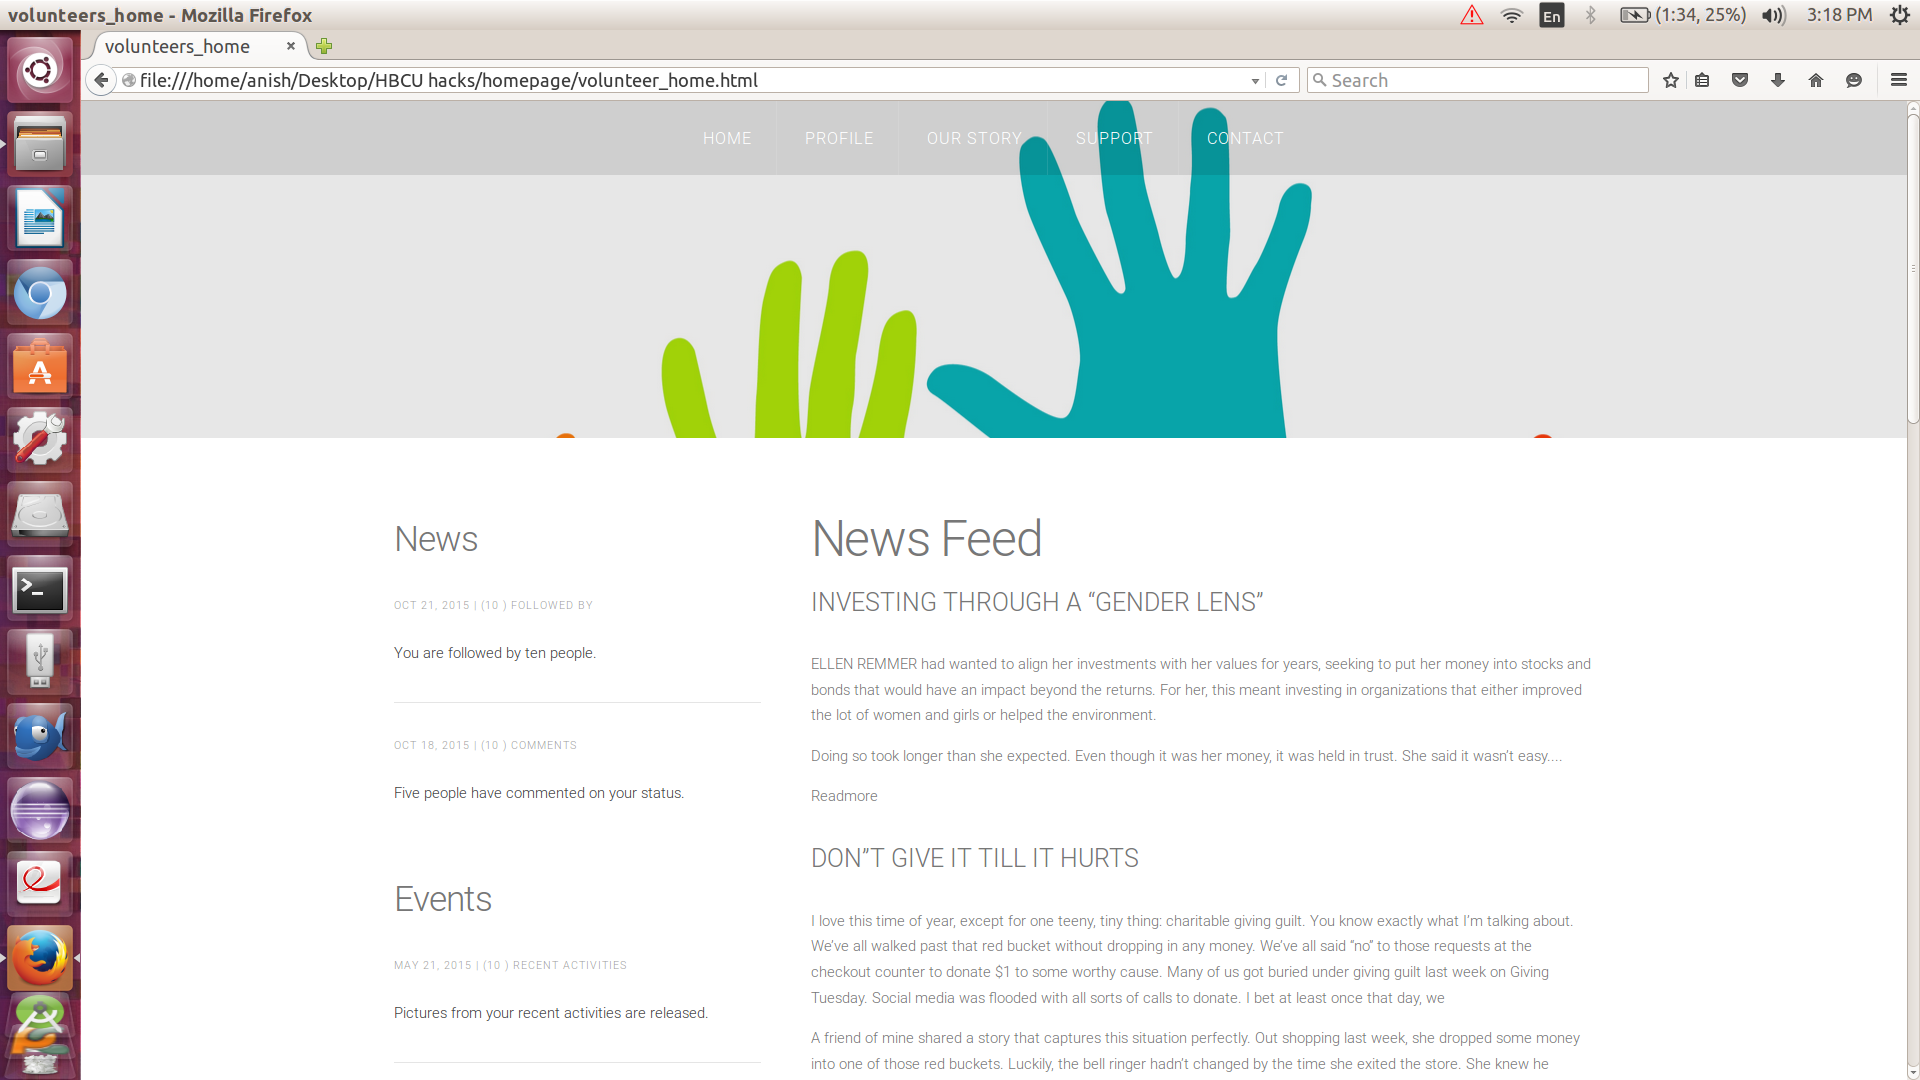 volunteers_home - Mozilla Firefox
En
(1:34, 25%)
3:18 PM
volunteers_home
file:///home/anish/Desktop/HBCU hacks/homepage/volunteer_home.html
Search
HOME
PROFILE
OUR STORY
SUPPORT
CONTACT
News
OCT 21, 2015 | (10 ) FOLLOWED BY
You are followed by ten people.
OCT 18, 2015 | (10 ) COMMENTS
Five people have commented on your status.
Events
MAY 21, 2015 | (10 ) RECENT ACTIVITIES
Pictures from your recent activities are released.
News Feed
INVESTING THROUGH A “GENDER LENS”
ELLEN REMMER had wanted to align her investments with her values for years, seeking to put her money into stocks and
bonds that would have an impact beyond the returns. For her, this meant investing in organizations that either improved
the lot of women and girls or helped the environment.
Doing so took longer than she expected. Even though it was her money, it was held in trust. She said it wasn’t easy....
Readmore
DON”T GIVE IT TILL IT HURTS
I love this time of year, except for one teeny, tiny thing: charitable giving guilt. You know exactly what I’m talking about.
We’ve all walked past that red bucket without dropping in any money. We’ve all said “no” to those requests at the
checkout counter to donate $1 to some worthy cause. Many of us got buried under giving guilt last week on Giving
Tuesday. Social media was flooded with all sorts of calls to donate. I bet at least once that day, we
A friend of mine shared a story that captures this situation perfectly. Out shopping last week, she dropped some money
into one of those red buckets. Luckily, the bell ringer hadn’t changed by the time she exited the store. She knew he